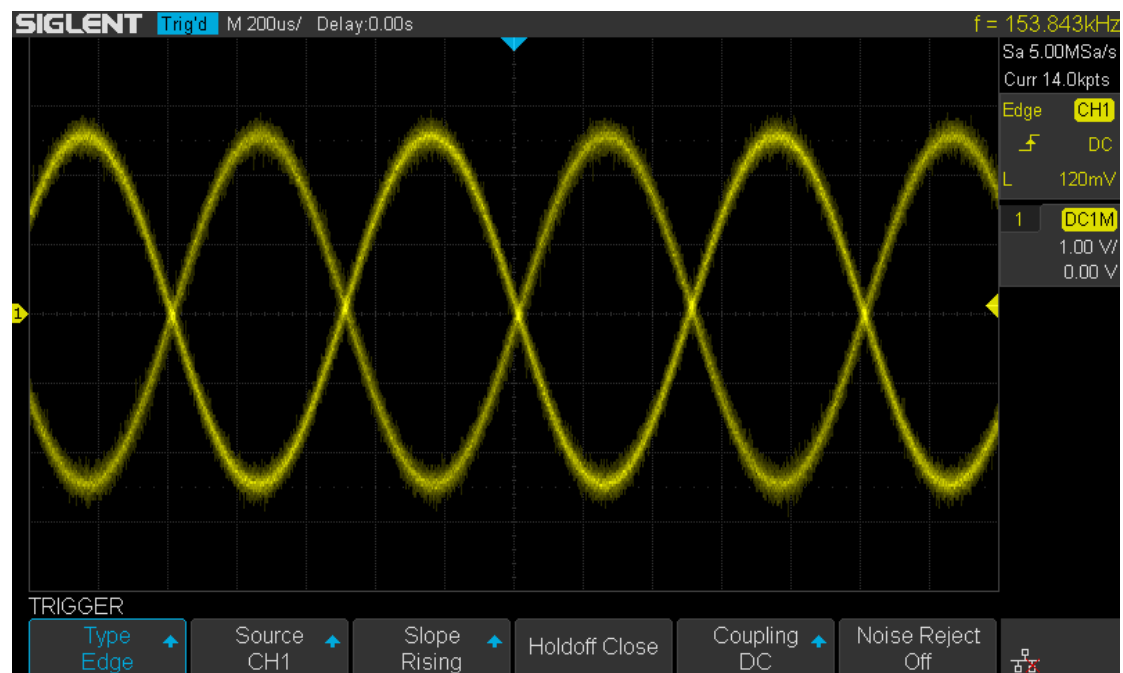 SIGLENT Trig'd M 200us/ Delay:0.00s f = 153.843kHz
Sa 5.00MSa/s
Curr 14.0kpts
Edge CH1
DC
L 120mV
1 DC1M
1.00 V/
0.00 V
1
TRIGGER
Type
Edge
Source
CH1
Slope
Rising
Holdoff Close
Coupling
DC
Noise Reject
Off